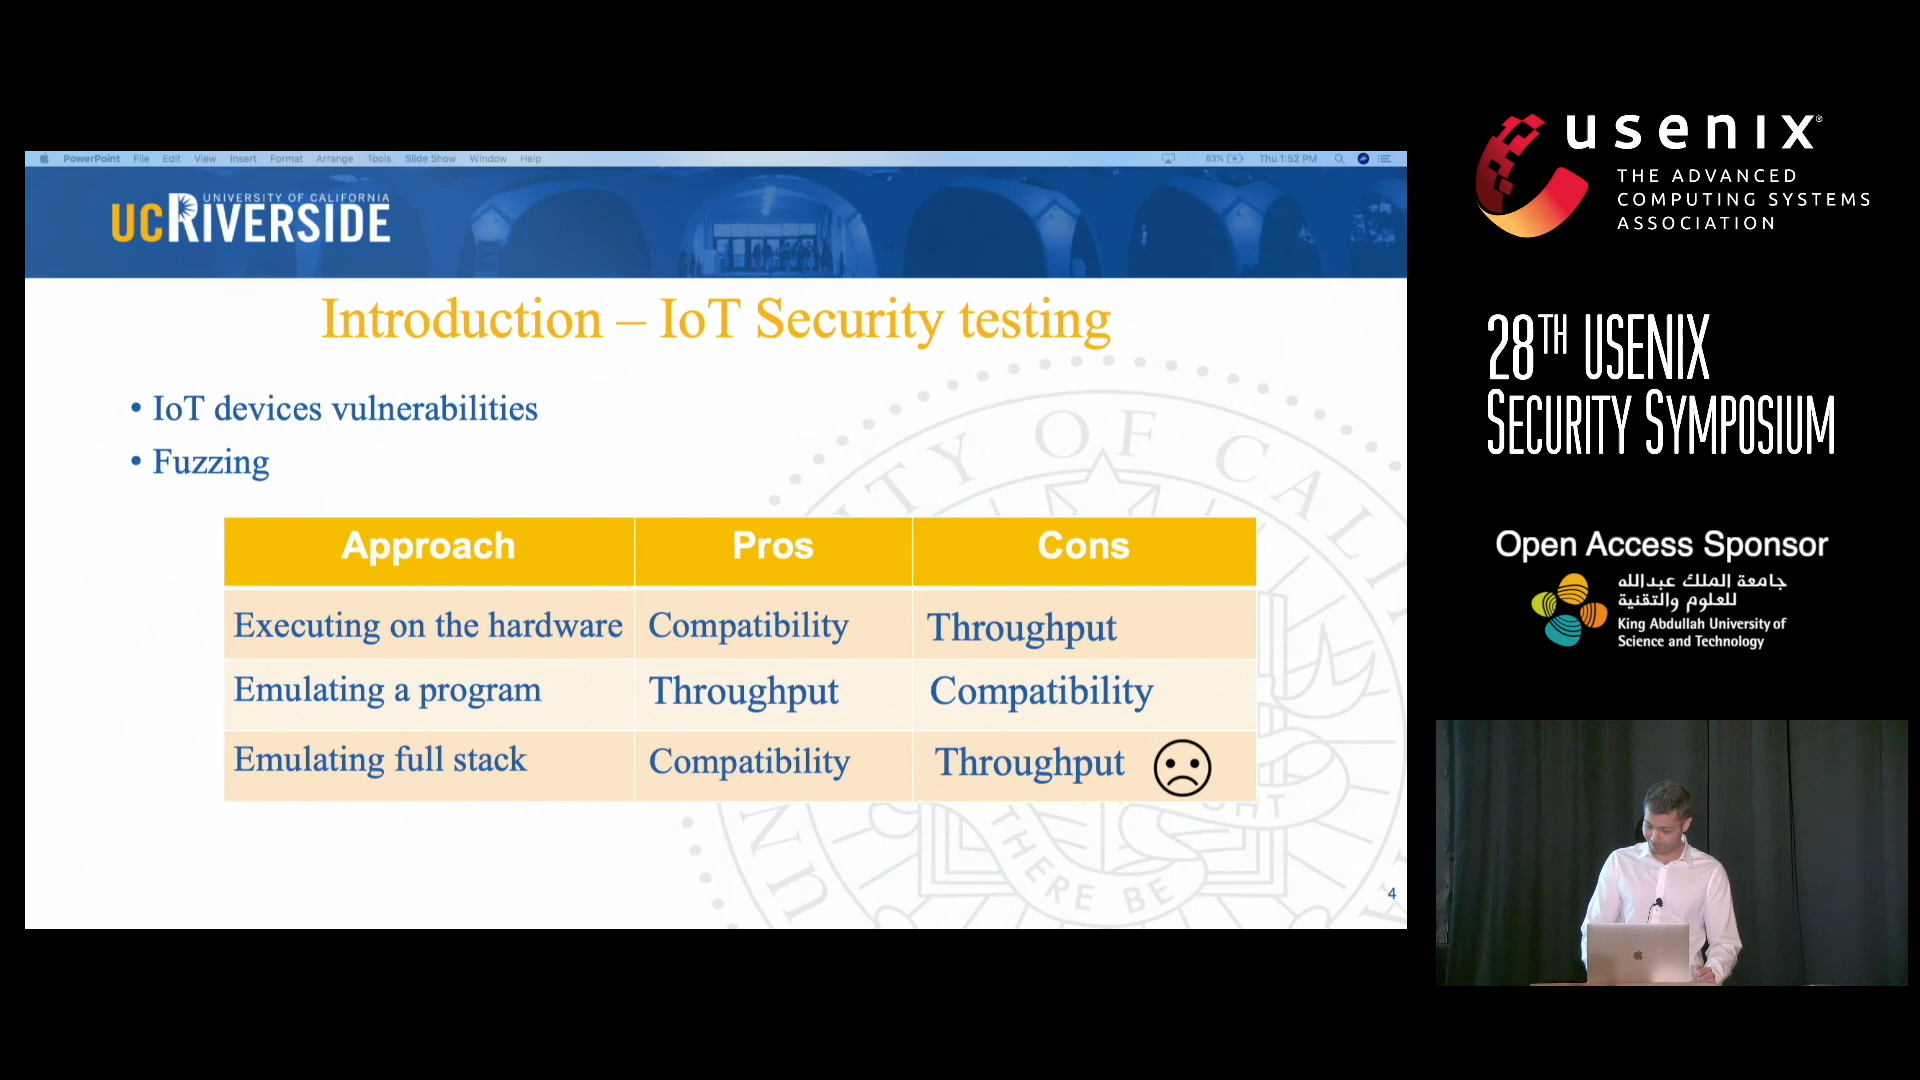 PowerPoint File Edit View Insert Format Arrange Tools Slide Show Window Help 83% Thu 1:52 PM
UNIVERSITY OF CALIFORNIA
UCRIVERSIDE
Introduction – IoT Security testing
• IoT devices vulnerabilities
• Fuzzing
Approach Pros Cons
Executing on the hardware Compatibility Throughput
Emulating a program Throughput Compatibility
Emulating full stack Compatibility Throughput
4
usenix®
THE ADVANCED
COMPUTING SYSTEMS
ASSOCIATION
28TH USENIX
SECURITY SYMPOSIUM
Open Access Sponsor
جامعة الملك عبدالله
للعلوم والتقنية
King Abdullah University of
Science and Technology